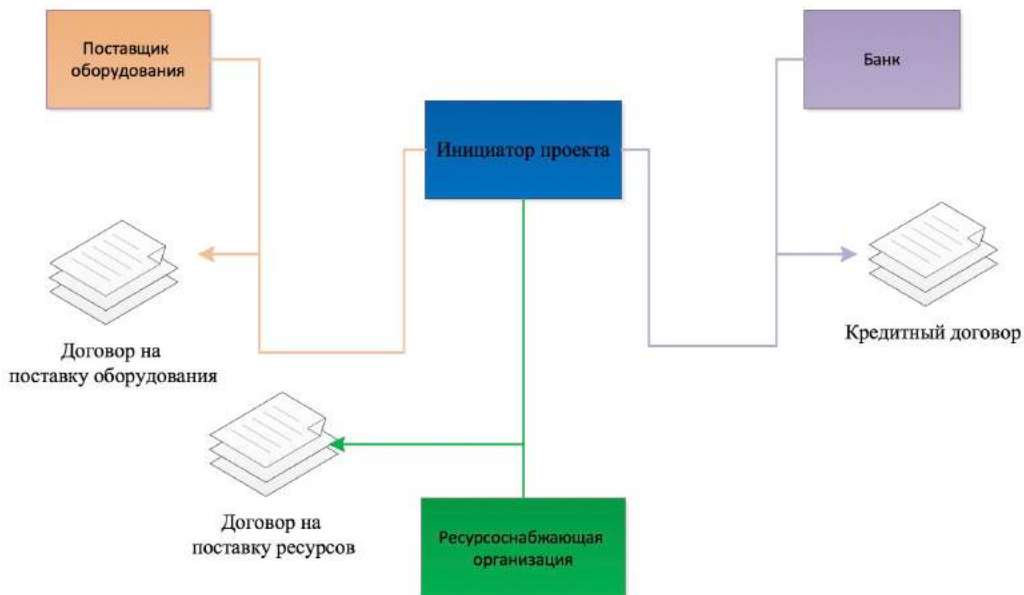 Поставщик
оборудования
Банк
Инициатор проекта
Договор на
поставку оборудования
Кредитный договор
Договор на
поставку ресурсов
Ресурсоснабжающая
организация